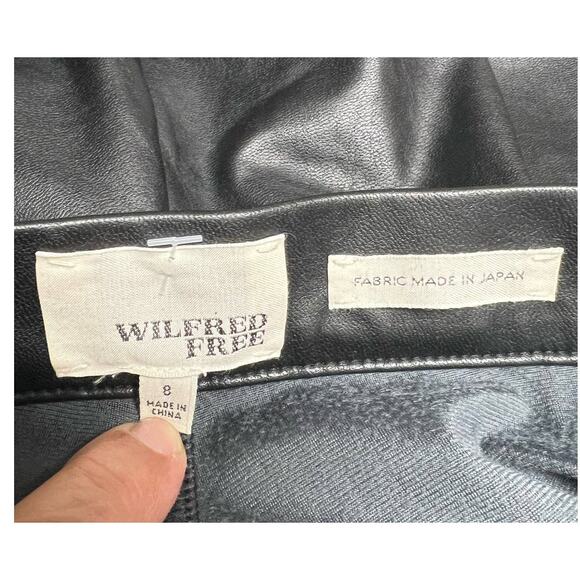 WILFRED
FREE
8
MADE IN
CHINA
FABRIC MADE IN JAPAN